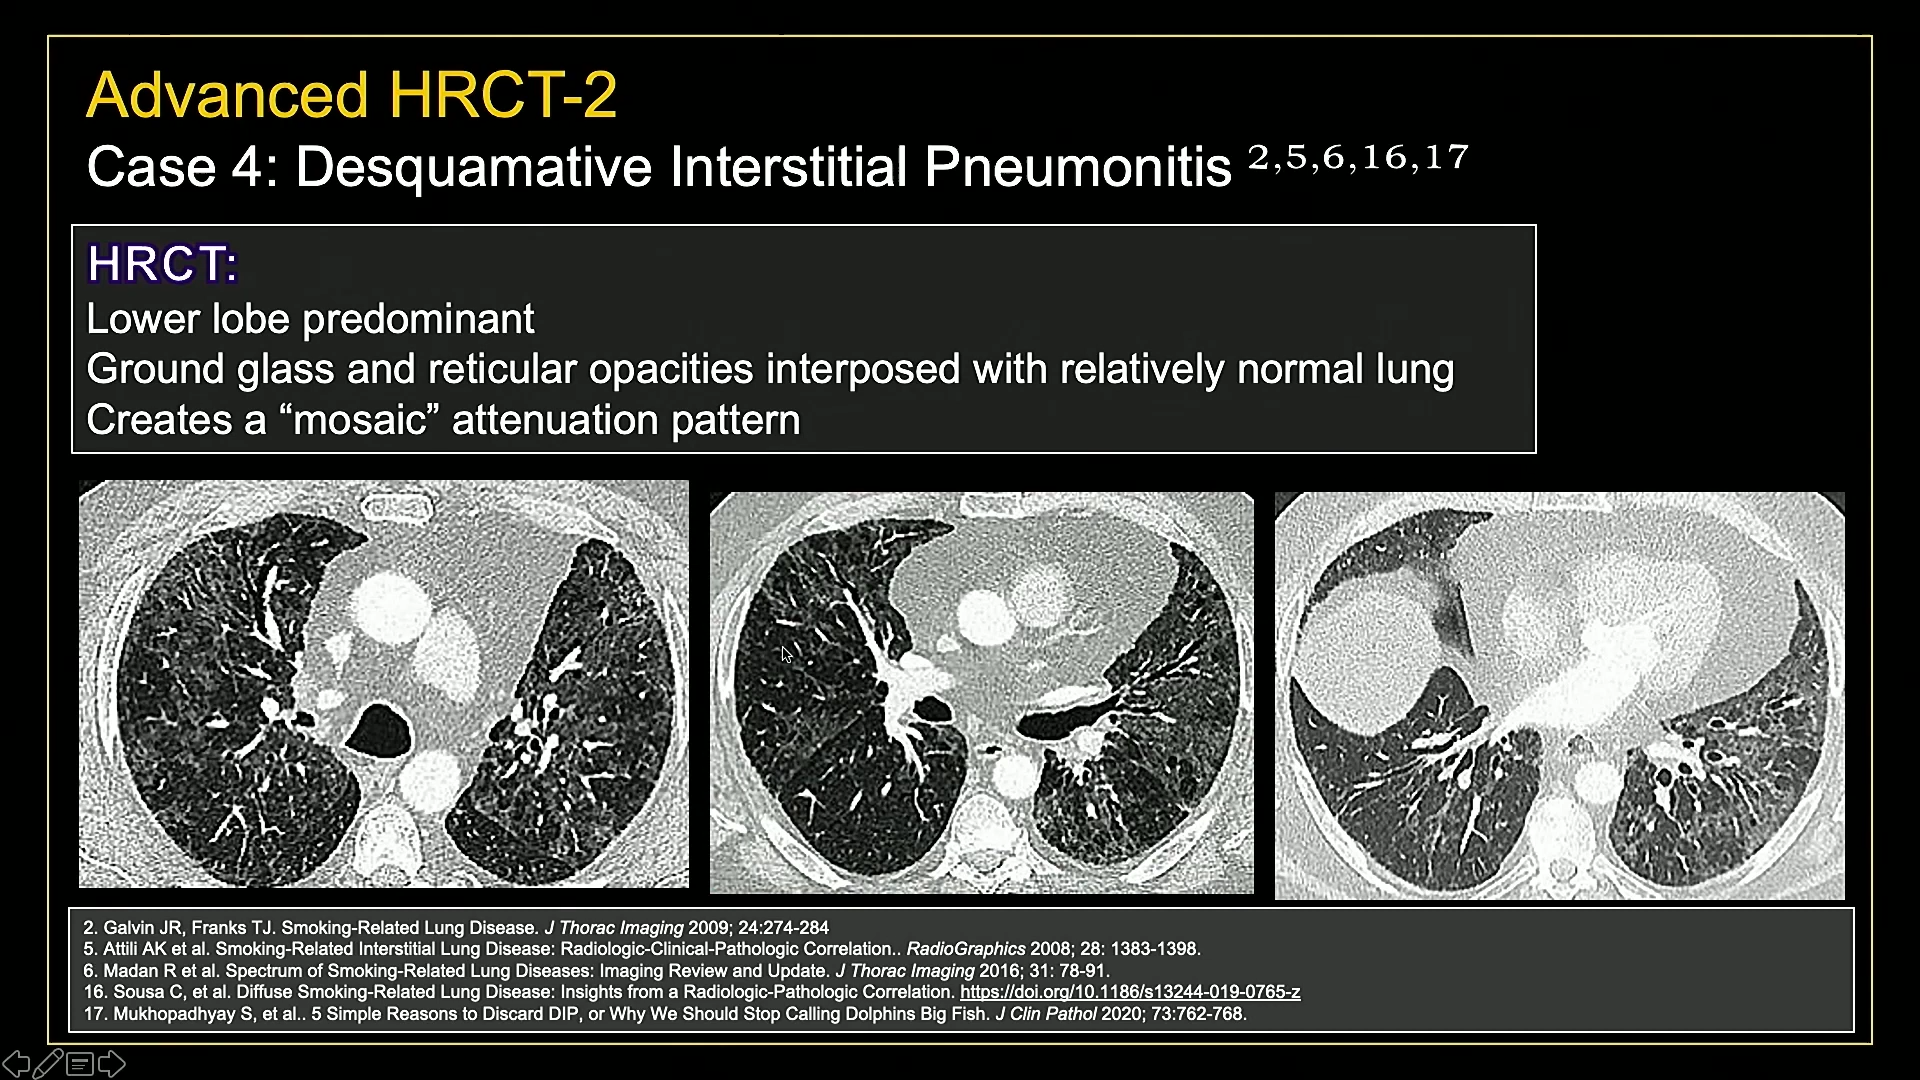 Advanced HRCT-2
Case 4: Desquamative Interstitial Pneumonitis 2,5,6,16,17
HRCT:
Lower lobe predominant
Ground glass and reticular opacities interposed with relatively normal lung
Creates a “mosaic” attenuation pattern
2. Galvin JR, Franks TJ. Smoking-Related Lung Disease. J Thorac Imaging 2009; 24:274-284
5. Attili AK et al. Smoking-Related Interstitial Lung Disease: Radiologic-Clinical-Pathologic Correlation.. RadioGraphics 2008; 28: 1383-1398.
6. Madan R et al. Spectrum of Smoking-Related Lung Diseases: Imaging Review and Update. J Thorac Imaging 2016; 31: 78-91.
16. Sousa C, et al. Diffuse Smoking-Related Lung Disease: Insights from a Radiologic-Pathologic Correlation. https://doi.org/10.1186/s13244-019-0765-z
17. Mukhopadhyay S, et al.. 5 Simple Reasons to Discard DIP, or Why We Should Stop Calling Dolphins Big Fish. J Clin Pathol 2020; 73:762-768.